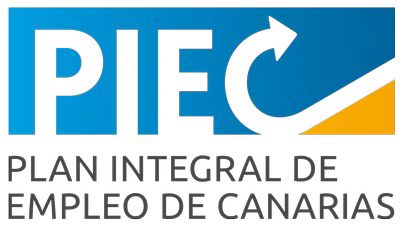 PIEC
PLAN INTEGRAL DE
EMPLEO DE CANARIAS